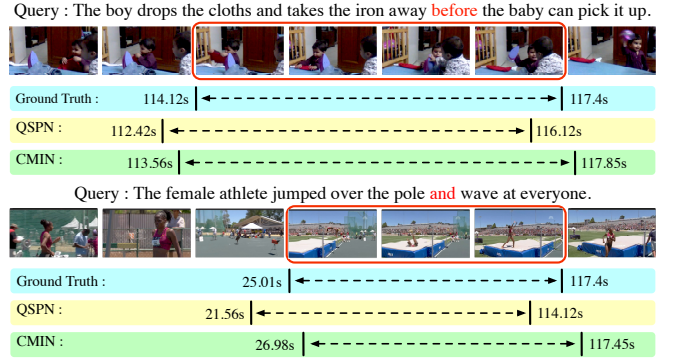 Query : The boy drops the cloths and takes the iron away before the baby can pick it up.
Ground Truth : 114.12s 117.4s
QSPN : 112.42s 116.12s
CMIN : 113.56s 117.85s
Query : The female athlete jumped over the pole and wave at everyone.
Ground Truth : 25.01s 117.4s
QSPN : 21.56s 114.12s
CMIN : 26.98s 117.45s